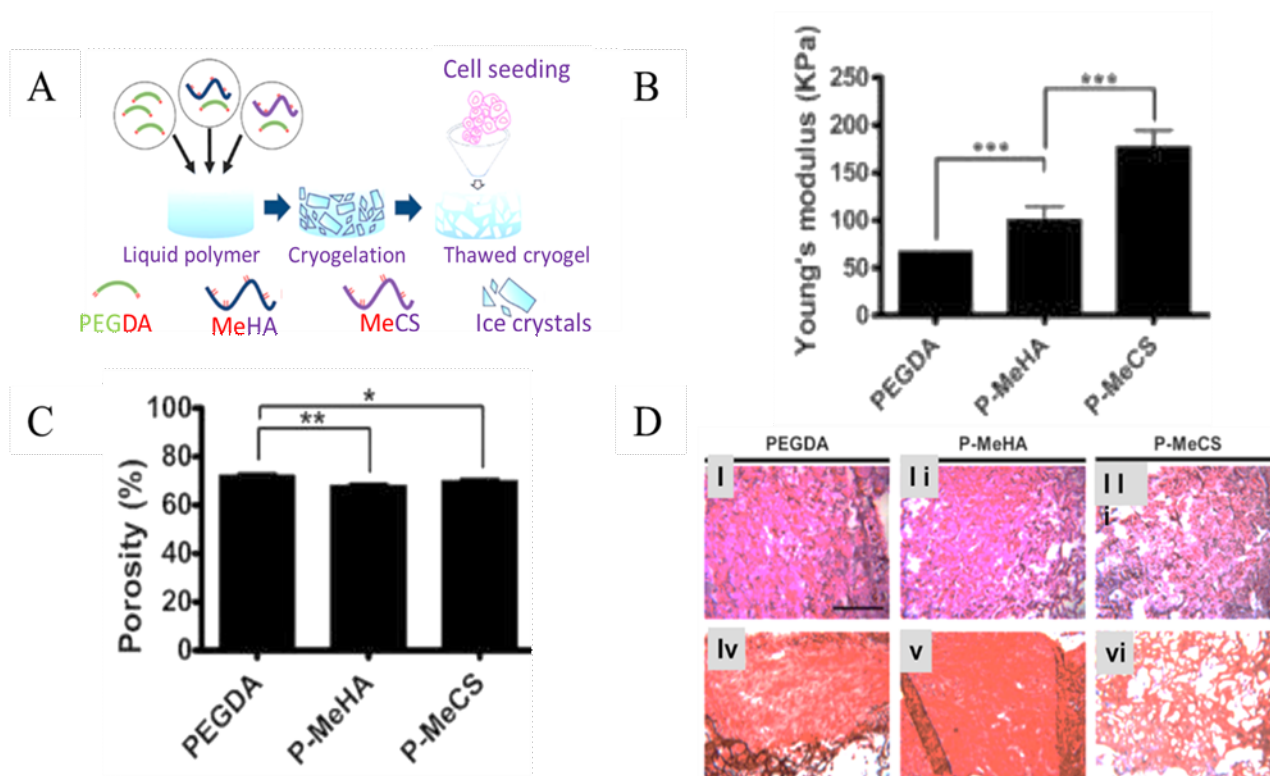 A
Cell seeding
Liquid polymer
Cryogelation
Thawed cryogel
PEGDA
MeHA
MeCS
Ice crystals
B
Young's modulus (KPa)
250
200
150
100
50
0
***
***
PEGDA
P-MeHA
P-MeCS
C
Porosity (%)
100
80
60
40
20
0
**
*
PEGDA
P-MeHA
P-MeCS
D
PEGDA
P-MeHA
P-MeCS
I
I i
I I
i
Iv
v
vi